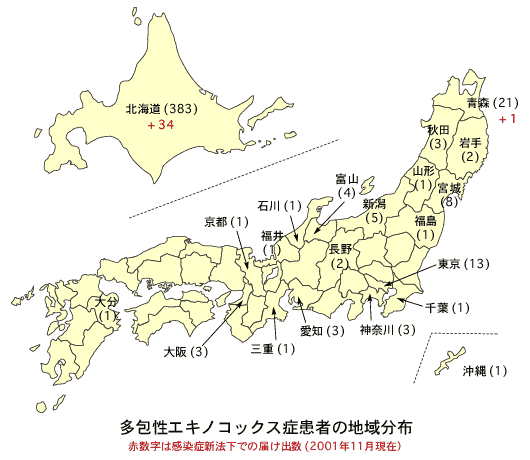 北海道 (383)
+34
青森 (21)
+1
秋田
(3)
岩手
(2)
山形
(1)
宮城
(8)
富山
(4)
石川 (1)
新潟
(5)
福島
(1)
京都 (1)
福井
(1)
長野
(2)
東京 (13)
大分
(1)
千葉 (1)
神奈川 (3)
愛知 (3)
三重 (1)
大阪 (3)
沖縄 (1)
多包性エキノコックス症患者の地域分布
赤数字は感染症新法下での届け出数 (2001年11月現在)